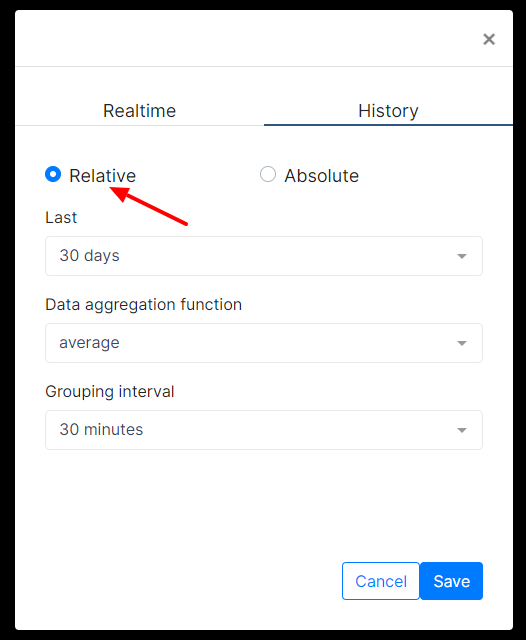 ×
Realtime History
Relative Absolute
Last
30 days
Data aggregation function
average
Grouping interval
30 minutes
Cancel Save